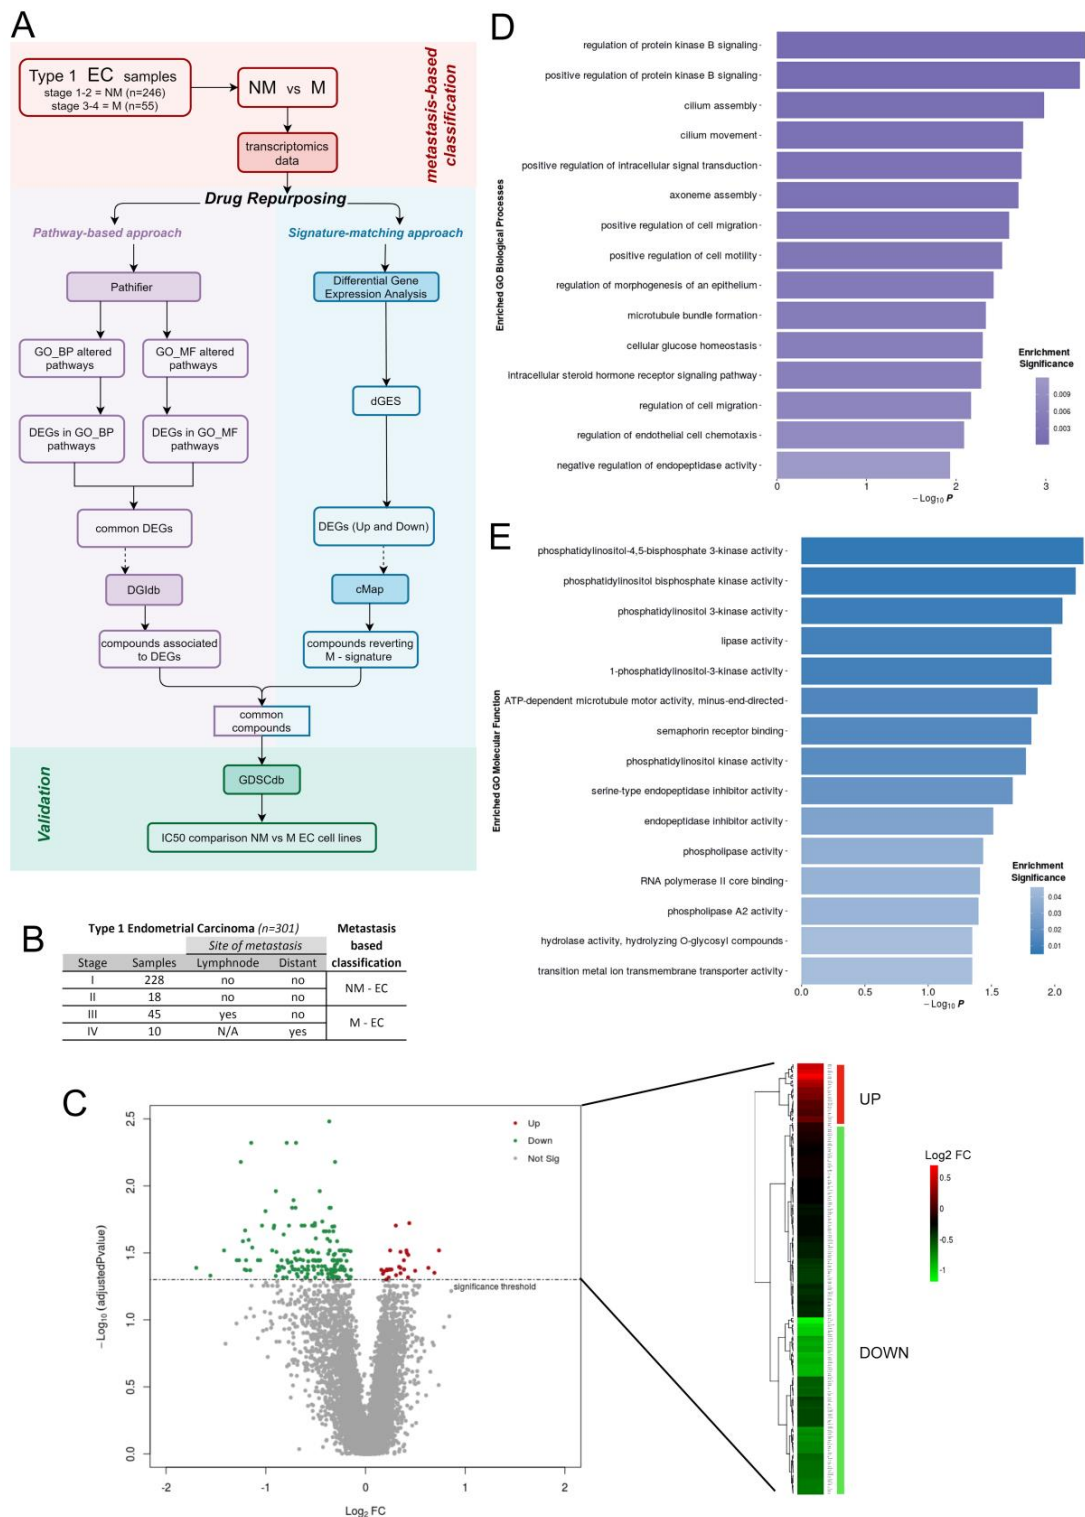 A
Type 1 EC samples
stage 1-2 = NM (n=246)
stage 3-4 = M (n=55)
NM vs M
transcriptomics
data
metastasis-based
classification
Drug Repurposing
Pathway-based approach
Signature-matching approach
Pathifier
Differential Gene
Expression Analysis
GO_BP altered
pathways
GO_MF altered
pathways
dGES
DEGs in GO_BP
pathways
DEGs in GO_MF
pathways
common DEGs
DEGs (Up and Down)
DGIdb
cMap
compounds associated
to DEGs
compounds reverting
M - signature
common
compounds
Validation
GDSCdb
IC50 comparison NM vs M EC cell lines
B
Type 1 Endometrial Carcinoma (n=301)
Metastasis
based
classification
Site of metastasis
Stage Samples Lymphnode Distant
I 228 no no
NM - EC
II 18 no no
III 45 yes no
M - EC
IV 10 N/A yes
C
Up
Down
Not Sig
significance threshold
−Log10 (adjustedPvalue)
2.5
2.0
1.5
1.0
0.5
0.0
-2 -1 0 1 2
Log2 FC
UP
DOWN
Log2 FC
0.5
0
-0.5
-1
D
Enriched GO Biological Processes
regulation of protein kinase B signaling
positive regulation of protein kinase B signaling
cilium assembly
cilium movement
positive regulation of intracellular signal transduction
axoneme assembly
positive regulation of cell migration
positive regulation of cell motility
regulation of morphogenesis of an epithelium
microtubule bundle formation
cellular glucose homeostasis
intracellular steroid hormone receptor signaling pathway
regulation of cell migration
regulation of endothelial cell chemotaxis
negative regulation of endopeptidase activity
0 1 2 3
− Log10 P
Enrichment
Significance
0.009
0.006
0.003
E
Enriched GO Molecular Function
phosphatidylinositol-4,5-bisphosphate 3-kinase activity
phosphatidylinositol bisphosphate kinase activity
phosphatidylinositol 3-kinase activity
lipase activity
1-phosphatidylinositol-3-kinase activity
ATP-dependent microtubule motor activity, minus-end-directed
semaphorin receptor binding
phosphatidylinositol kinase activity
serine-type endopeptidase inhibitor activity
endopeptidase inhibitor activity
phospholipase activity
RNA polymerase II core binding
phospholipase A2 activity
hydrolase activity, hydrolyzing O-glycosyl compounds
transition metal ion transmembrane transporter activity
0.0 0.5 1.0 1.5 2.0
− Log10 P
Enrichment
Significance
0.04
0.03
0.02
0.01